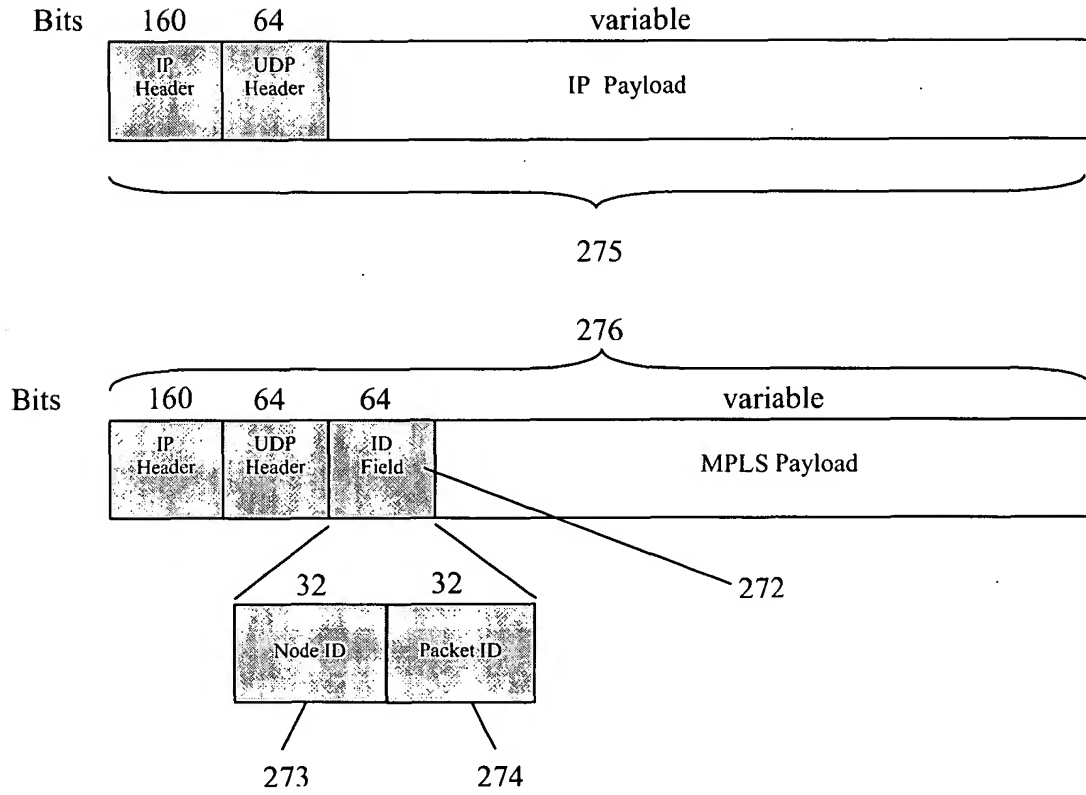 Bits 160 64 variable
IP Header UDP Header IP Payload
275
276
Bits 160 64 64 variable
IP Header UDP Header ID Field MPLS Payload
272
32 32
Node ID Packet ID
273 274